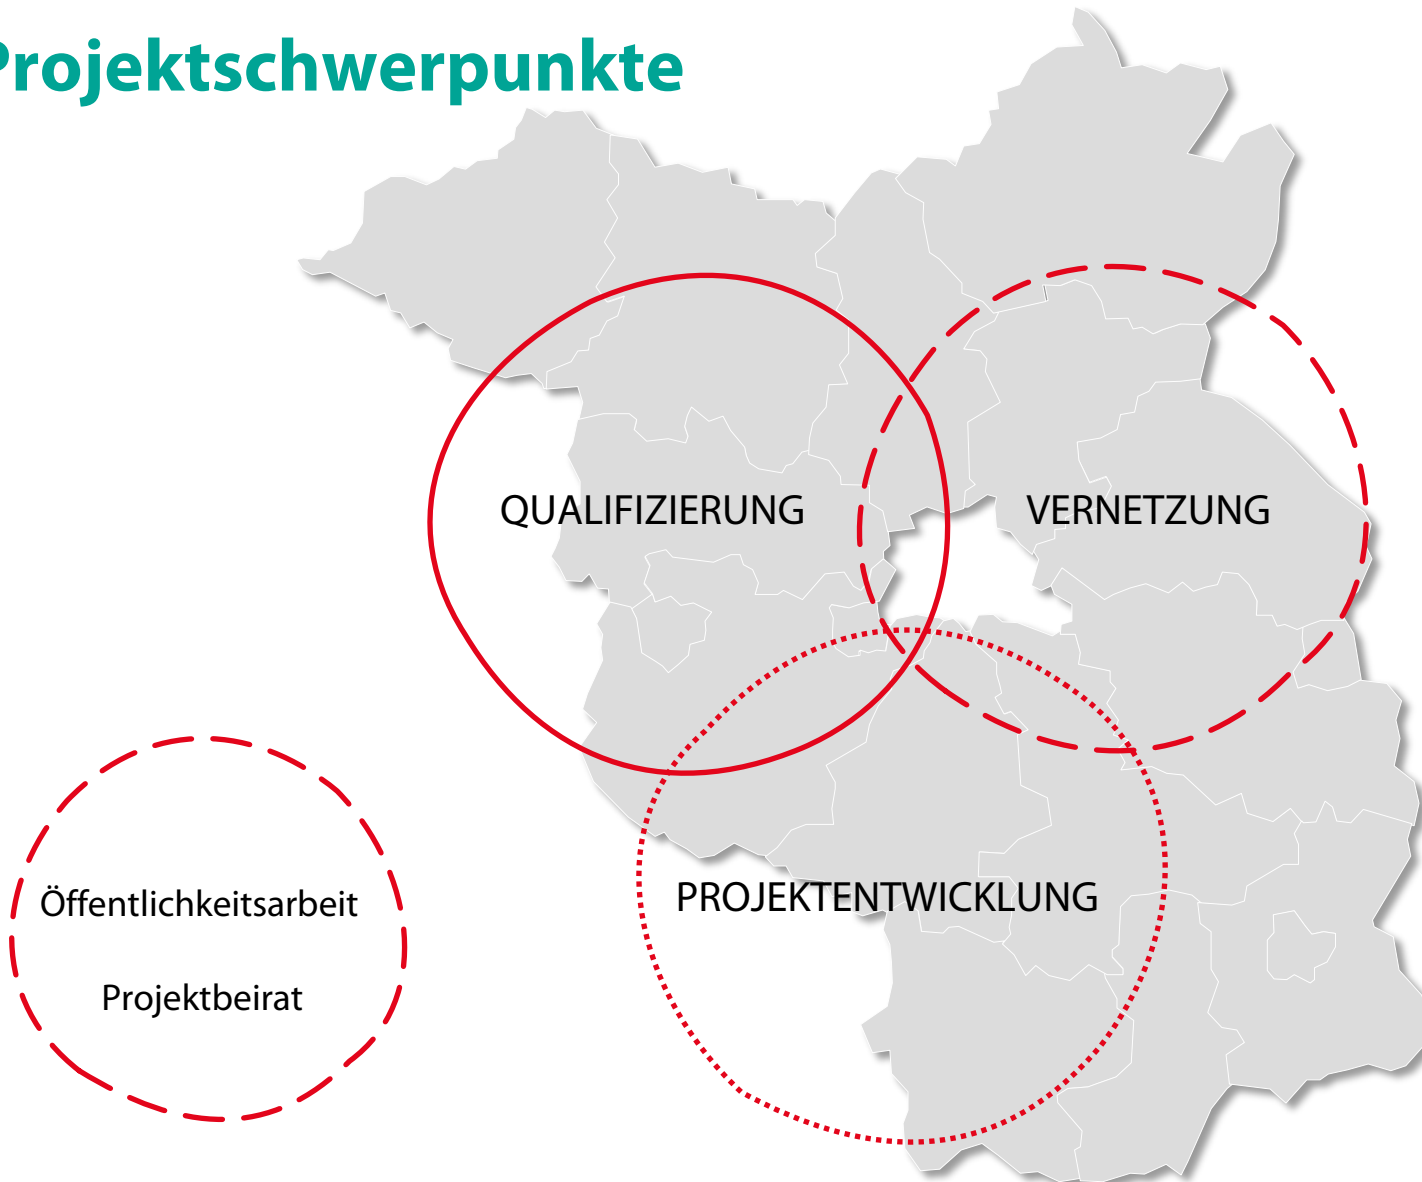 Projektschwerpunkte
QUALIFIZIERUNG
VERNETZUNG
Öffentlichkeitsarbeit
PROJEKTENTWICKLUNG
Projektbeirat